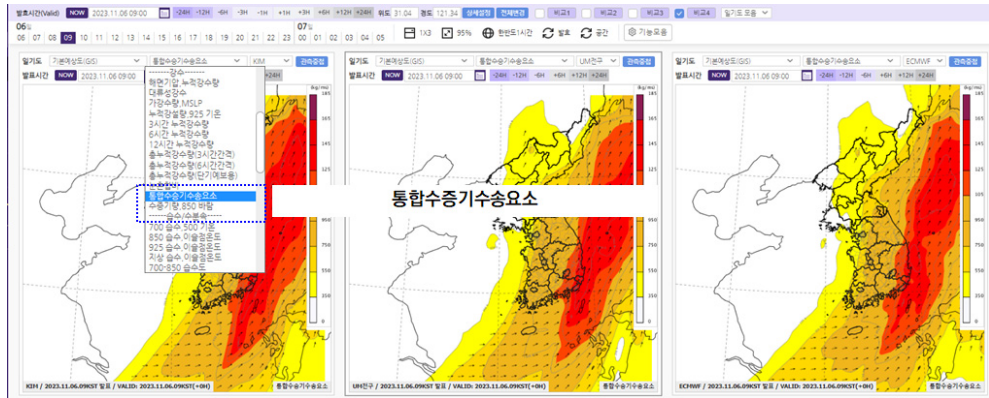 발효시간(Valid) NOW 2023.11.06 09:00 -24H -12H -6H -3H -1H +1H +3H +6H +12H +24H 위도 31.04 경도 121.34 상세설정 전체변경 비교1 비교2 비교3 비교4 일기도 모음
06일 07일
06 07 08 09 10 11 12 13 14 15 16 17 18 19 20 21 22 23 00 01 02 03 04 05 1X3 95% 한반도1시간 발표 공간 기능모음
일기도 기본예상도(GIS) 통합수증기수송요소 KIM 관측중첩
발표시간 NOW 2023.11.06 09:00 +24H
-------강수-------
해면기압,누적강수량
대류성강수
가강수량,MSLP
누적강설량,925 기온
3시간 누적강수량
6시간 누적강수량
12시간 누적강수량
총누적강수량(3시간간격)
총누적강수량(6시간간격)
총누적강수량(단기예보용)
통합수증기수송요소
수증기량,850 바람
-----습수/수분속-----
700 습수,500 기온
850 습수,이슬점온도
925 습수,이슬점온도
지상 습수,이슬점온도
700-850 습수도
통합수증기수송요소
KIM / 2023.11.06.09KST 발표 / VALID: 2023.11.06.09KST(+0H) 통합수증기수송요소
일기도 기본예상도(GIS) 통합수증기수송요소 UM전구 관측중첩
발표시간 NOW 2023.11.06 09:00 -24H -12H -6H +6H +12H +24H
UM전구 / 2023.11.06.09KST 발표 / VALID: 2023.11.06.09KST(+0H) 통합수증기수송요소
일기도 기본예상도(GIS) 통합수증기수송요소 ECMWF 관측중첩
발표시간 NOW 2023.11.06 09:00 -24H -12H -6H +6H +12H +24H
ECMWF / 2023.11.06.09KST 발표 / VALID: 2023.11.06.09KST(+0H) 통합수증기수송요소